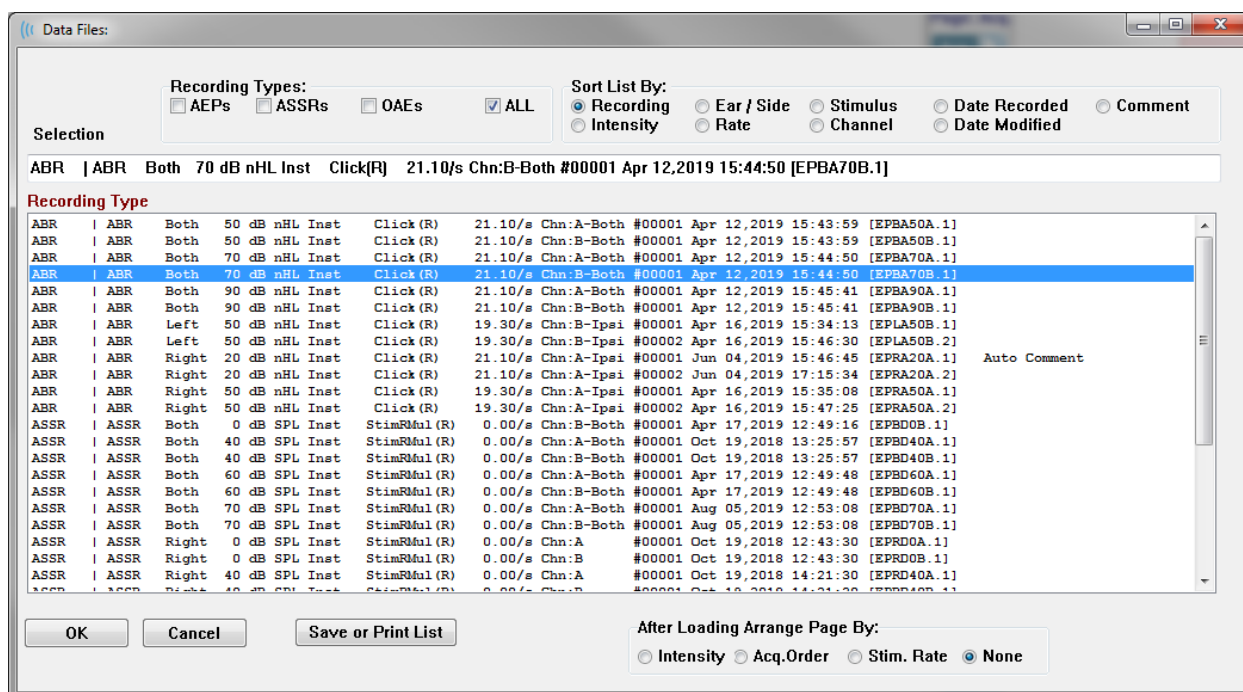 Data Files:
Recording Types:
AEPs ASSRs OAEs ALL
Sort List By:
Recording Ear / Side Stimulus Date Recorded Comment
Intensity Rate Channel Date Modified
Selection
ABR | ABR Both 70 dB nHL Inst Click(R) 21.10/s Chn:B-Both #00001 Apr 12,2019 15:44:50 [EPBA70B.1]
Recording Type
ABR | ABR Both 50 dB nHL Inst Click(R) 21.10/s Chn:A-Both #00001 Apr 12,2019 15:43:59 [EPBA50A.1]
ABR | ABR Both 50 dB nHL Inst Click(R) 21.10/s Chn:B-Both #00001 Apr 12,2019 15:43:59 [EPBA50B.1]
ABR | ABR Both 70 dB nHL Inst Click(R) 21.10/s Chn:A-Both #00001 Apr 12,2019 15:44:50 [EPBA70A.1]
ABR | ABR Both 70 dB nHL Inst Click(R) 21.10/s Chn:B-Both #00001 Apr 12,2019 15:44:50 [EPBA70B.1]
ABR | ABR Both 90 dB nHL Inst Click(R) 21.10/s Chn:A-Both #00001 Apr 12,2019 15:45:41 [EPBA90A.1]
ABR | ABR Both 90 dB nHL Inst Click(R) 21.10/s Chn:B-Both #00001 Apr 12,2019 15:45:41 [EPBA90B.1]
ABR | ABR Left 50 dB nHL Inst Click(R) 19.30/s Chn:B-Ipsi #00001 Apr 16,2019 15:34:13 [EPLA50B.1]
ABR | ABR Left 50 dB nHL Inst Click(R) 19.30/s Chn:B-Ipsi #00002 Apr 16,2019 15:46:30 [EPLA50B.2]
ABR | ABR Right 20 dB nHL Inst Click(R) 21.10/s Chn:A-Ipsi #00001 Jun 04,2019 15:46:45 [EPRA20A.1] Auto Comment
ABR | ABR Right 20 dB nHL Inst Click(R) 21.10/s Chn:A-Ipsi #00002 Jun 04,2019 17:15:34 [EPRA20A.2]
ABR | ABR Right 50 dB nHL Inst Click(R) 19.30/s Chn:A-Ipsi #00001 Apr 16,2019 15:35:08 [EPRA50A.1]
ABR | ABR Right 50 dB nHL Inst Click(R) 19.30/s Chn:A-Ipsi #00002 Apr 16,2019 15:47:25 [EPRA50A.2]
ASSR | ASSR Both 0 dB SPL Inst StimRMul(R) 0.00/s Chn:B-Both #00001 Apr 17,2019 12:49:16 [EPBD0B.1]
ASSR | ASSR Both 40 dB SPL Inst StimRMul(R) 0.00/s Chn:A-Both #00001 Oct 19,2018 13:25:57 [EPBD40A.1]
ASSR | ASSR Both 40 dB SPL Inst StimRMul(R) 0.00/s Chn:B-Both #00001 Oct 19,2018 13:25:57 [EPBD40B.1]
ASSR | ASSR Both 60 dB SPL Inst StimRMul(R) 0.00/s Chn:A-Both #00001 Apr 17,2019 12:49:48 [EPBD60A.1]
ASSR | ASSR Both 60 dB SPL Inst StimRMul(R) 0.00/s Chn:B-Both #00001 Apr 17,2019 12:49:48 [EPBD60B.1]
ASSR | ASSR Both 70 dB SPL Inst StimRMul(R) 0.00/s Chn:A-Both #00001 Aug 05,2019 12:53:08 [EPBD70A.1]
ASSR | ASSR Both 70 dB SPL Inst StimRMul(R) 0.00/s Chn:B-Both #00001 Aug 05,2019 12:53:08 [EPBD70B.1]
ASSR | ASSR Right 0 dB SPL Inst StimRMul(R) 0.00/s Chn:A #00001 Oct 19,2018 12:43:30 [EPRD0A.1]
ASSR | ASSR Right 0 dB SPL Inst StimRMul(R) 0.00/s Chn:B #00001 Oct 19,2018 12:43:30 [EPRD0B.1]
ASSR | ASSR Right 40 dB SPL Inst StimRMul(R) 0.00/s Chn:A #00001 Oct 19,2018 14:21:30 [EPRD40A.1]
OK Cancel Save or Print List
After Loading Arrange Page By:
Intensity Acq.Order Stim. Rate None